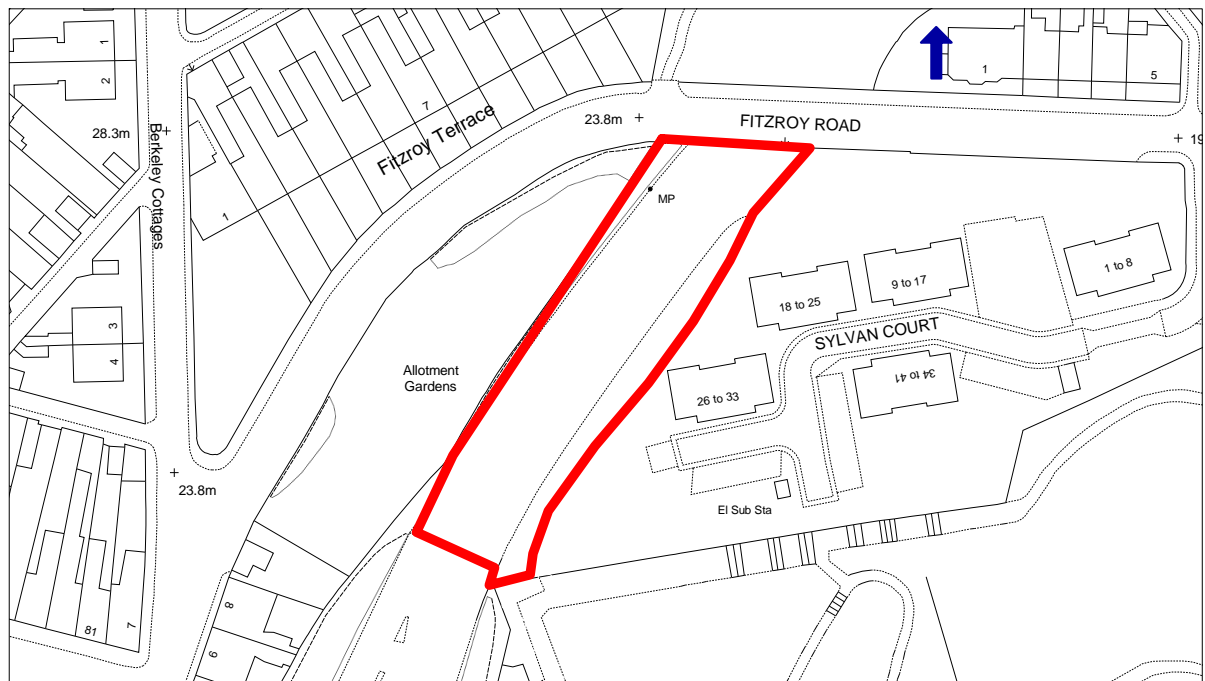 1
2
28.3m
Berkeley Cottages
7
Fitzroy Terrace
1
23.8m
FITZROY ROAD
1
5
19
MP
3
4
Allotment
Gardens
18 to 25
9 to 17
1 to 8
SYLVAN COURT
26 to 33
34 to 41
23.8m
El Sub Sta
81
7
8
6